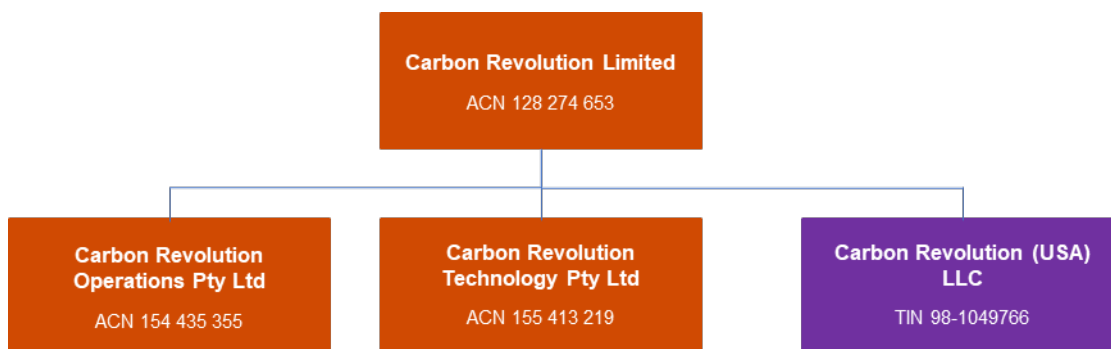 Carbon Revolution Limited
ACN 128 274 653
Carbon Revolution
Operations Pty Ltd
ACN 154 435 355
Carbon Revolution
Technology Pty Ltd
ACN 155 413 219
Carbon Revolution (USA)
LLC
TIN 98-1049766